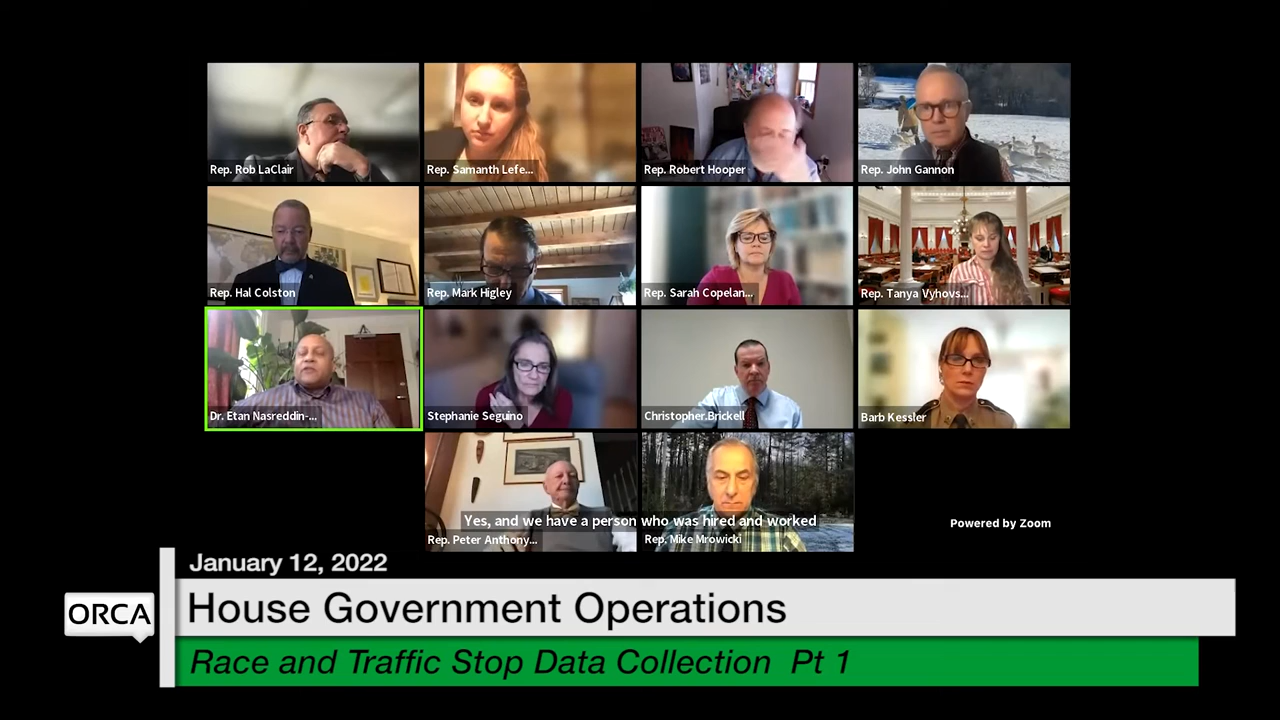 Rep. Rob LaClair
Rep. Samanth Lefe...
Rep. Robert Hooper
Rep. John Gannon
Rep. Hal Colston
Rep. Mark Higley
Rep. Sarah Copelan...
Rep. Tanya Vyhovs...
Dr. Etan Nasreddin-...
Stephanie Seguino
Christopher.Brickell
Barb Kessler
Yes, and we have a person who was hired and worked
Rep. Peter Anthony...
Rep. Mike Mrowicki
Powered by Zoom
January 12, 2022
ORCA
House Government Operations
Race and Traffic Stop Data Collection Pt 1